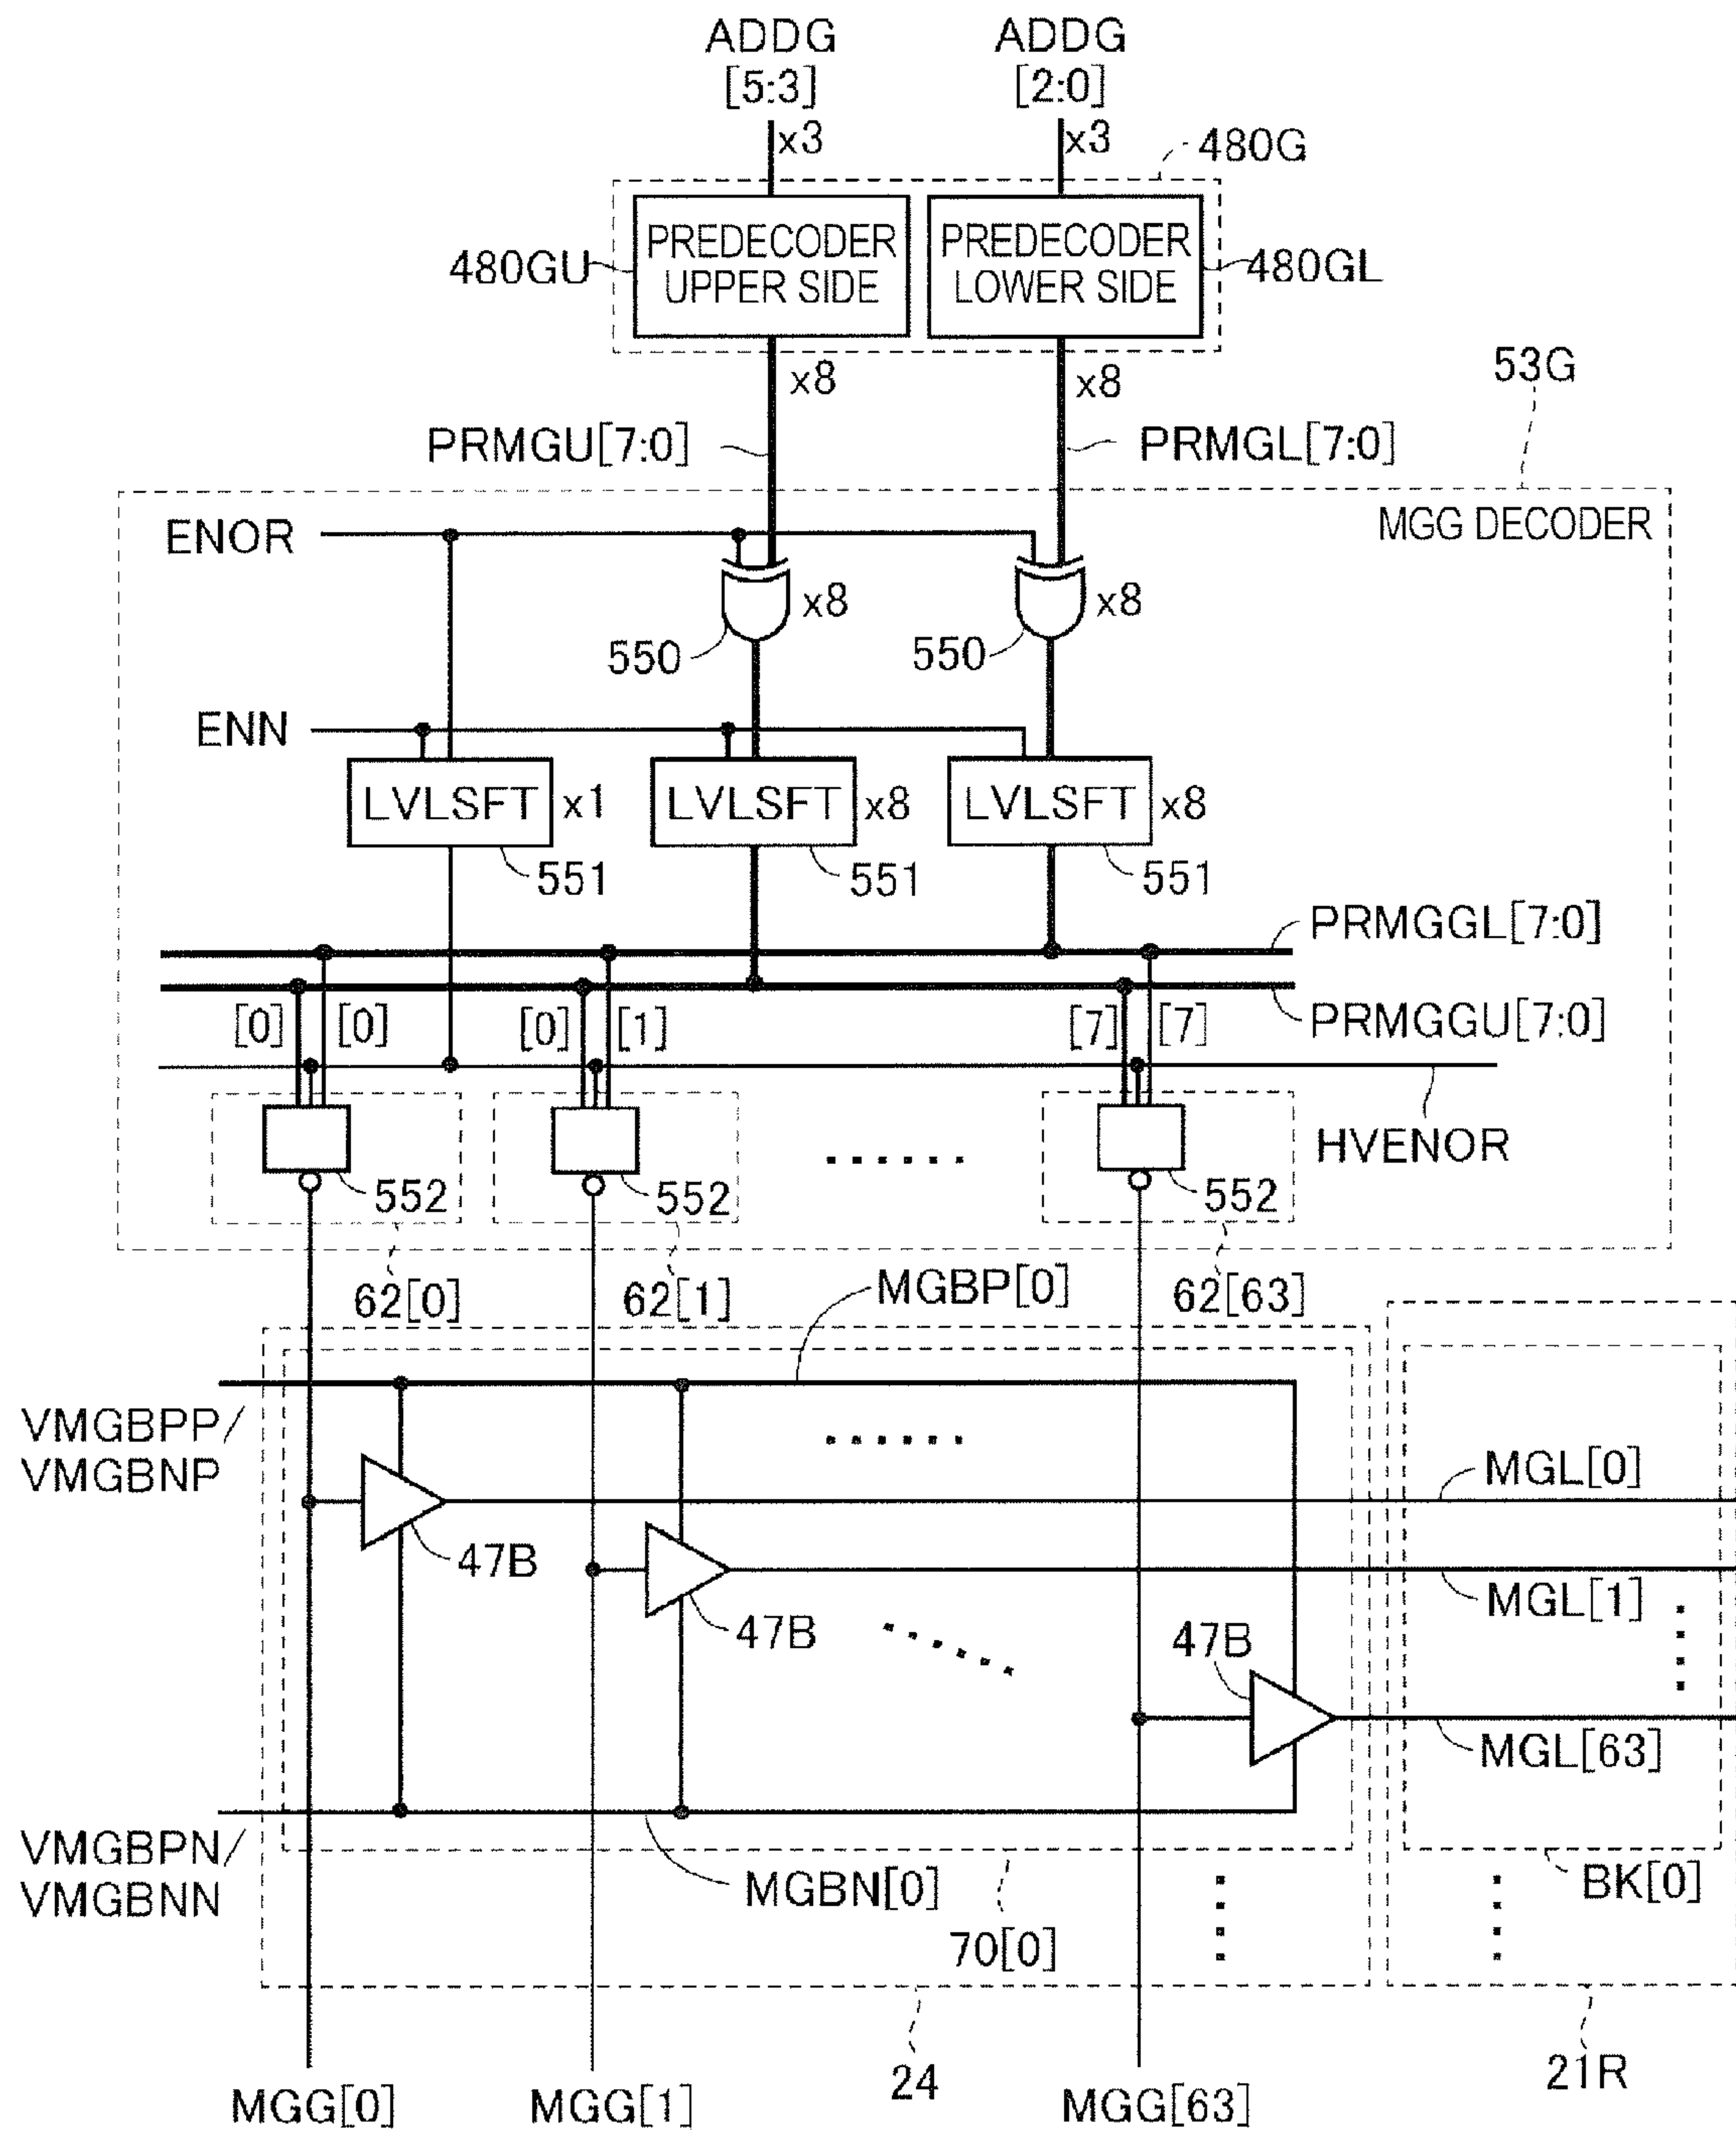 ADDG ADDG
[5:3] [2:0]
x3 x3
480G
PREDECODER UPPER SIDE
PREDECODER LOWER SIDE
480GU
480GL
x8 x8
53G
PRMGU[7:0]
PRMGL[7:0]
MGG DECODER
ENOR
x8 x8
550 550
ENN
LVLSFT x1
LVLSFT x8
LVLSFT x8
551 551 551
PRMGGL[7:0]
[0] [0] [0] [1] [7] [7]
PRMGGU[7:0]
HVENOR
552 552 552
62[0] 62[1] 62[63]
MGBP[0]
VMGBPP/
VMGBNP
MGL[0]
47B
MGL[1]
47B
47B
MGL[63]
VMGBPN/
VMGBNN
MGBN[0]
BK[0]
70[0]
24
21R
MGG[0] MGG[1] MGG[63]